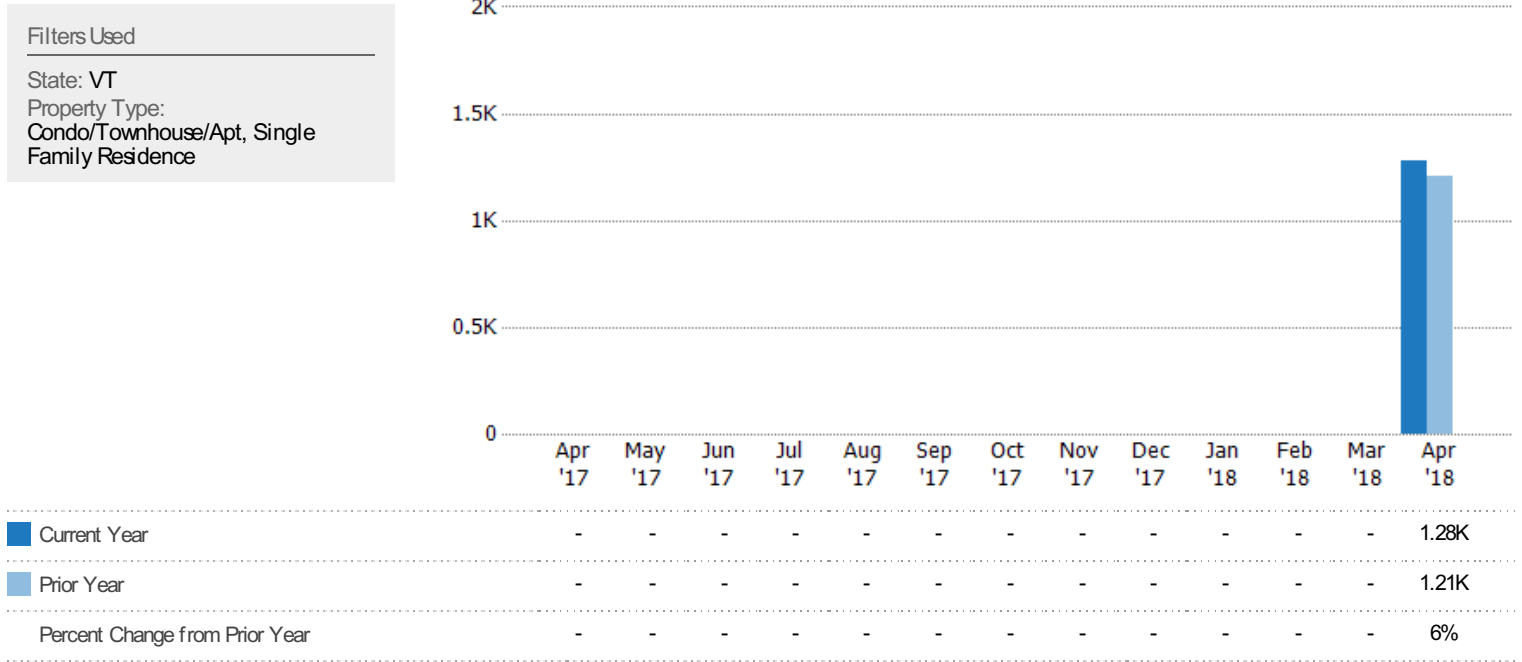 Filters Used
State: VT
Property Type:
Condo/Townhouse/Apt, Single
Family Residence
2K
1.5K
1K
0.5K
0
Apr May Jun Jul Aug Sep Oct Nov Dec Jan Feb Mar Apr
'17 '17 '17 '17 '17 '17 '17 '17 '17 '18 '18 '18 '18
Current Year - - - - - - - - - - - - 1.28K
Prior Year - - - - - - - - - - - - 1.21K
Percent Change from Prior Year - - - - - - - - - - - - 6%